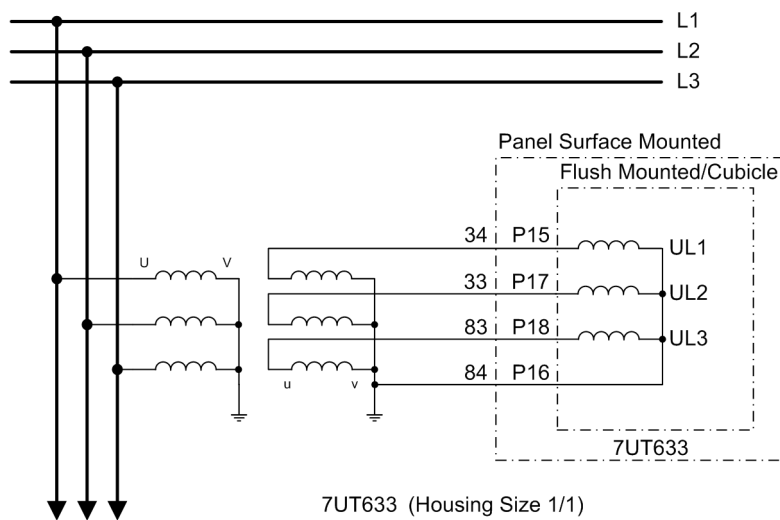 L1
L2
L3
Panel Surface Mounted
Flush Mounted/Cubicle
34 P15
UL1
U V
33 P17
UL2
83 P18
UL3
84 P16
u v
7UT633
7UT633 (Housing Size 1/1)